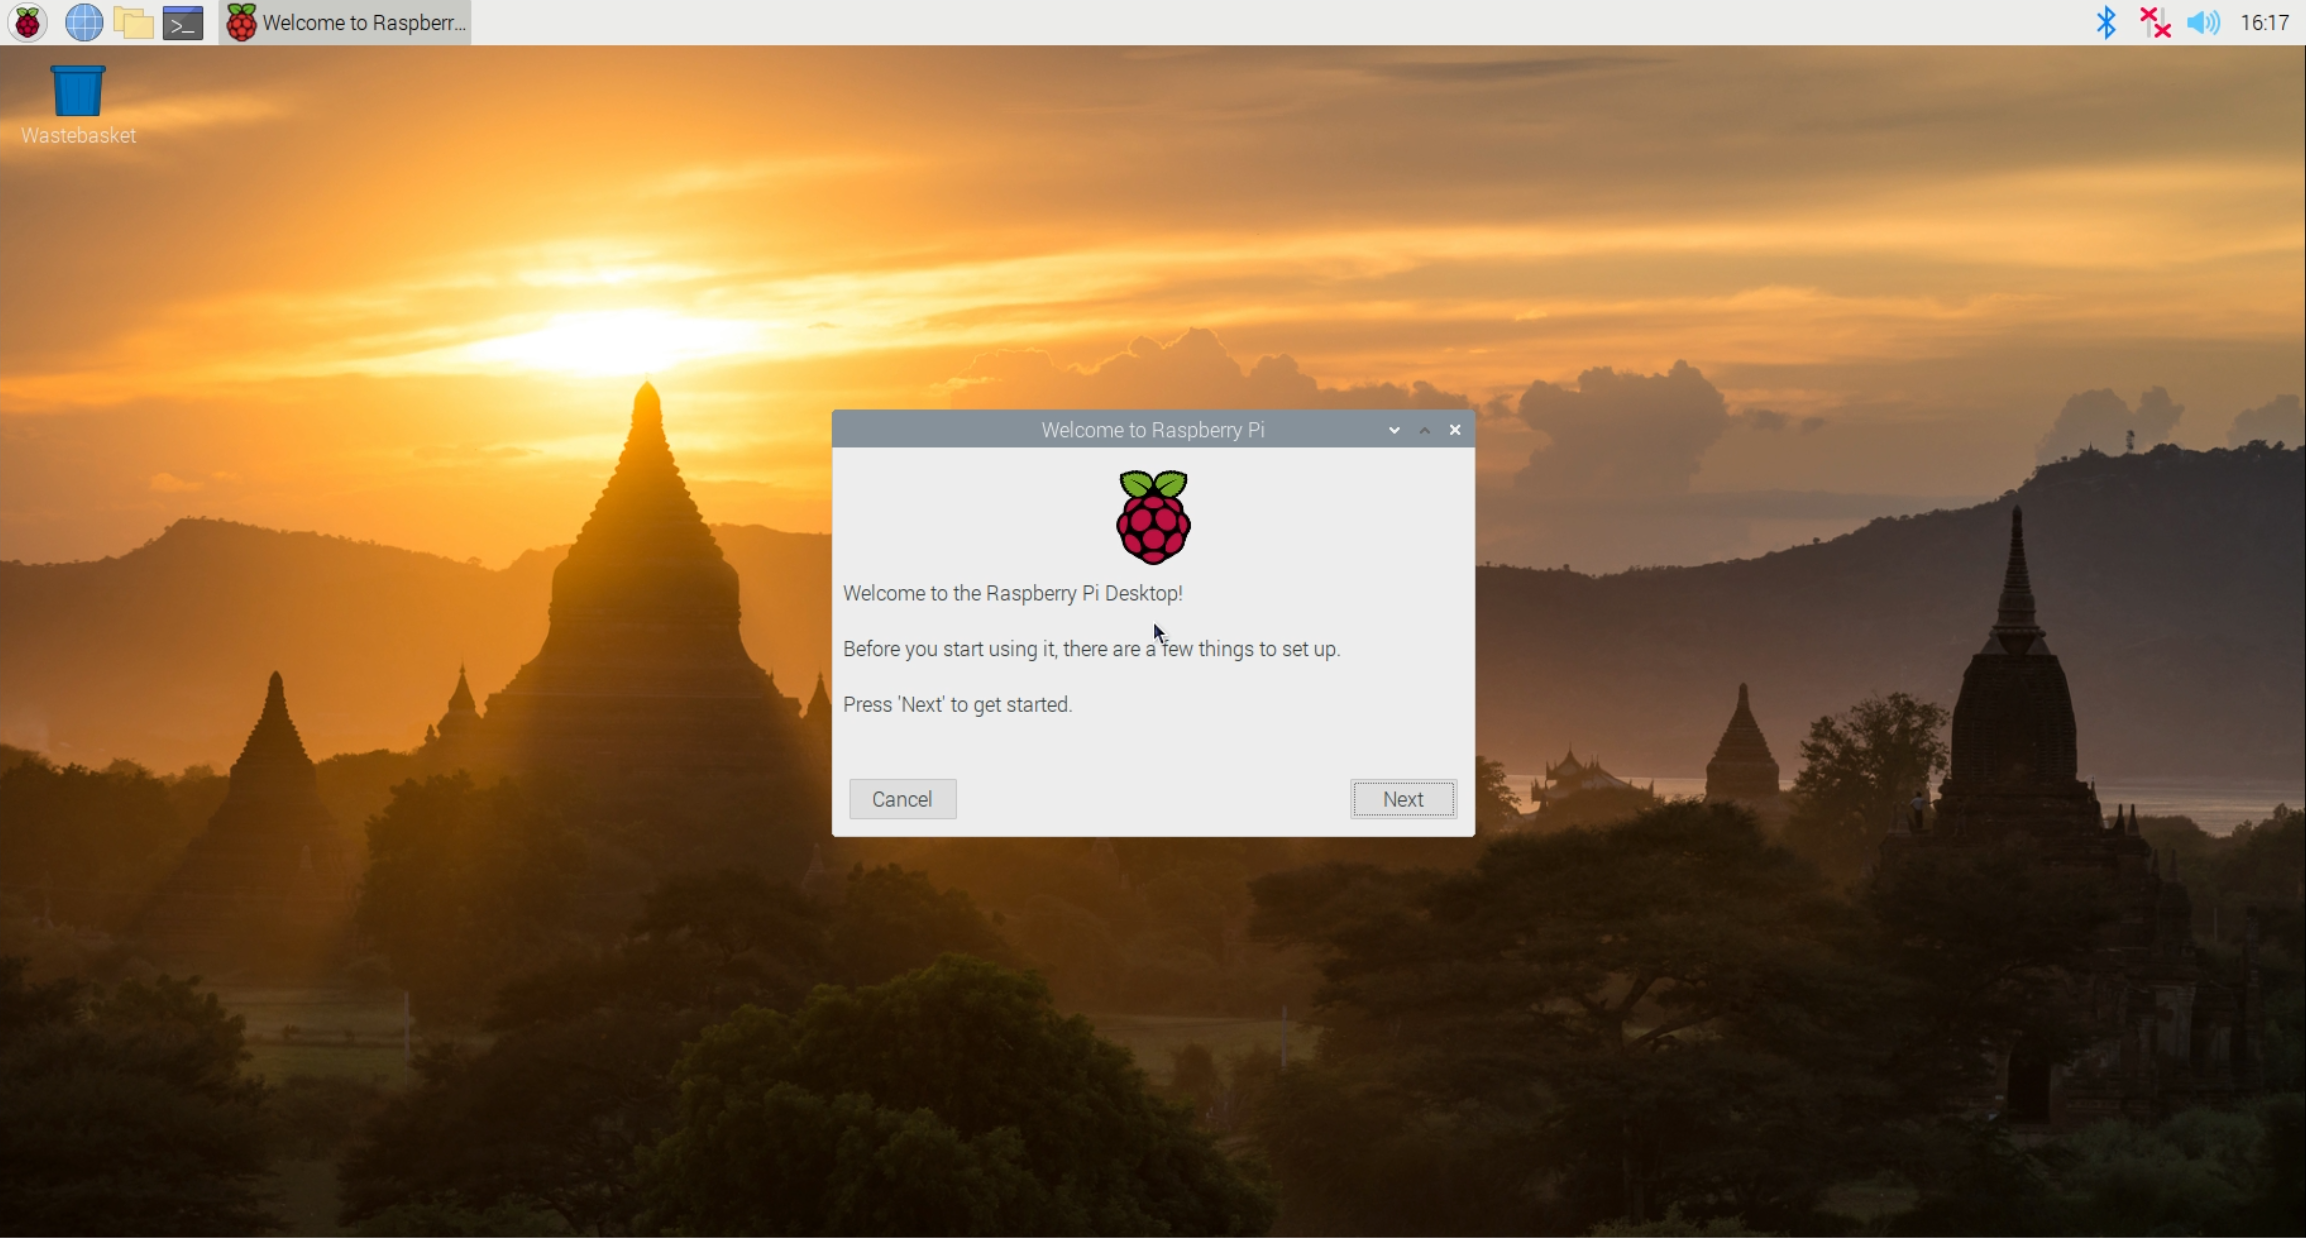 Welcome to Raspberr...
16:17
Wastebasket
Welcome to Raspberry Pi
Welcome to the Raspberry Pi Desktop!
Before you start using it, there are a few things to set up.
Press 'Next' to get started.
Cancel
Next